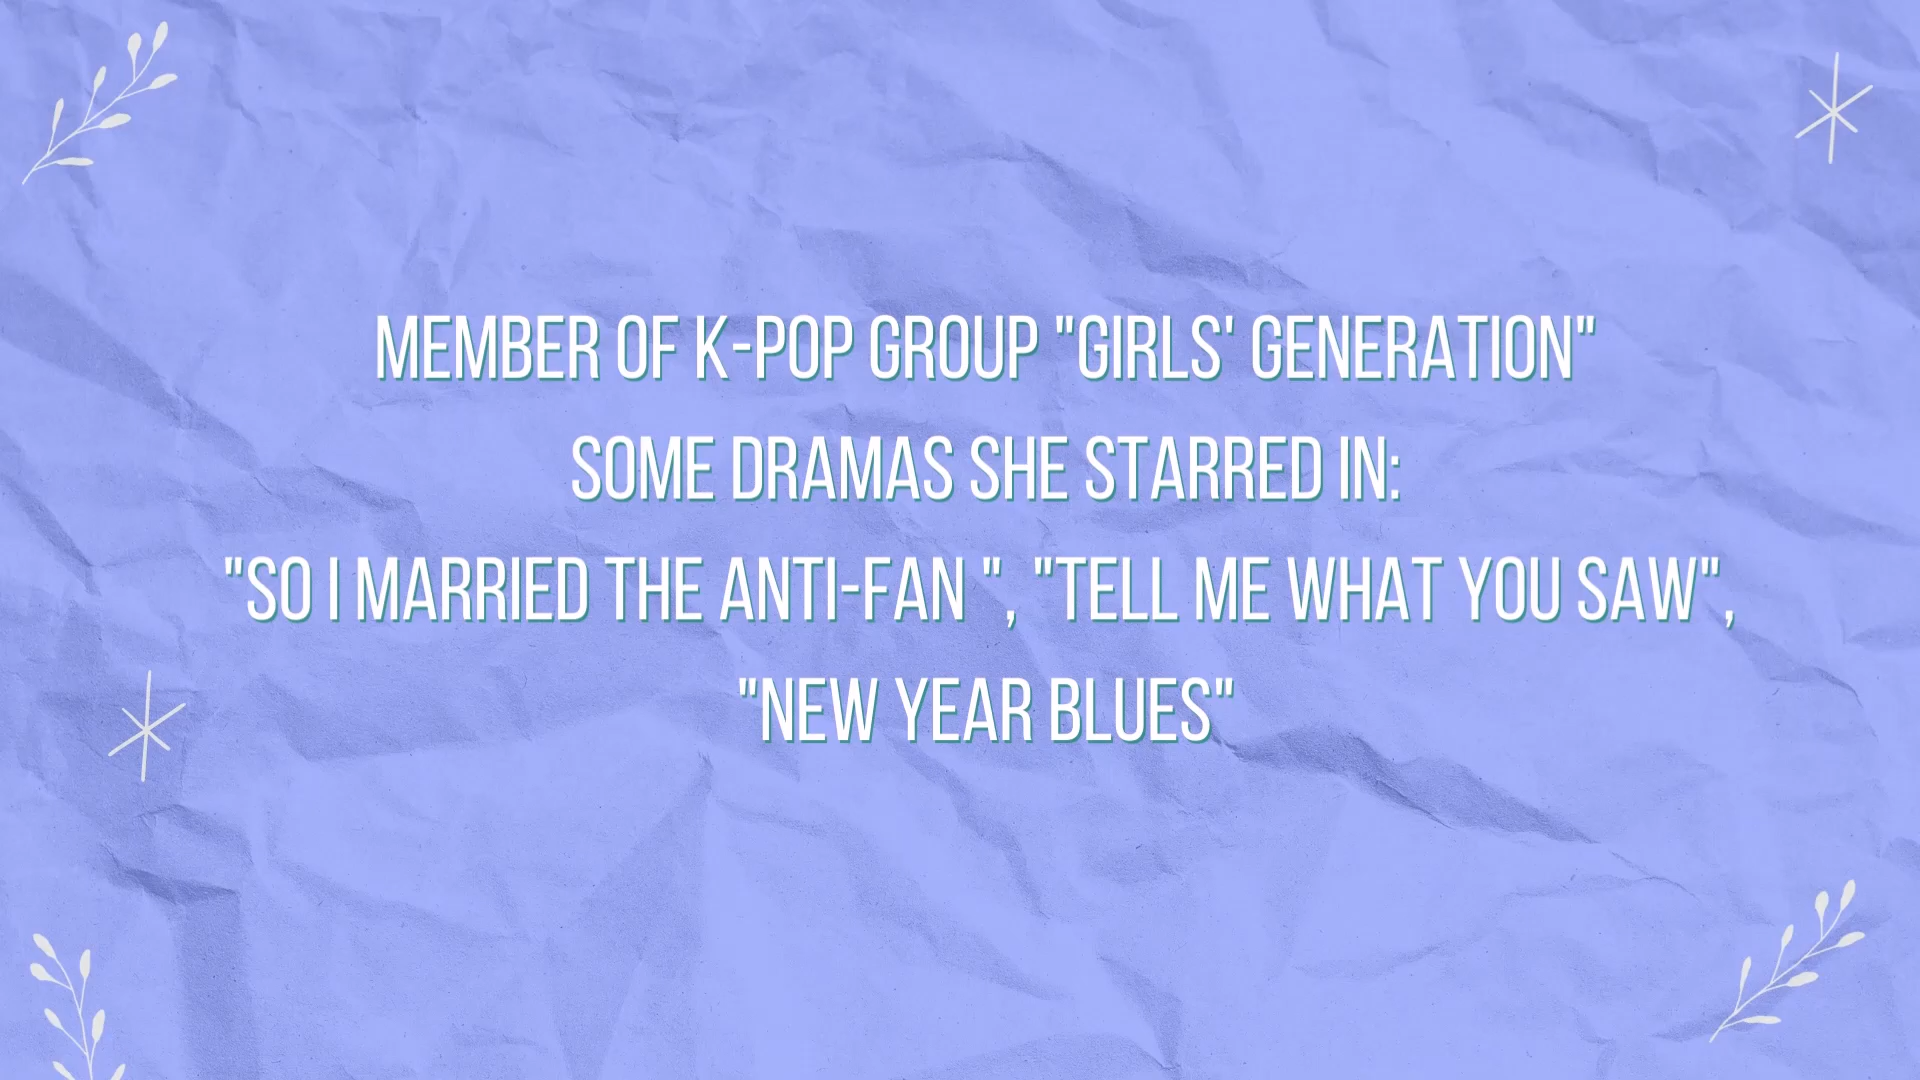 MEMBER OF K-POP GROUP "GIRLS' GENERATION"
SOME DRAMAS SHE STARRED IN:
"SO I MARRIED THE ANTI-FAN ", "TELL ME WHAT YOU SAW",
"NEW YEAR BLUES"